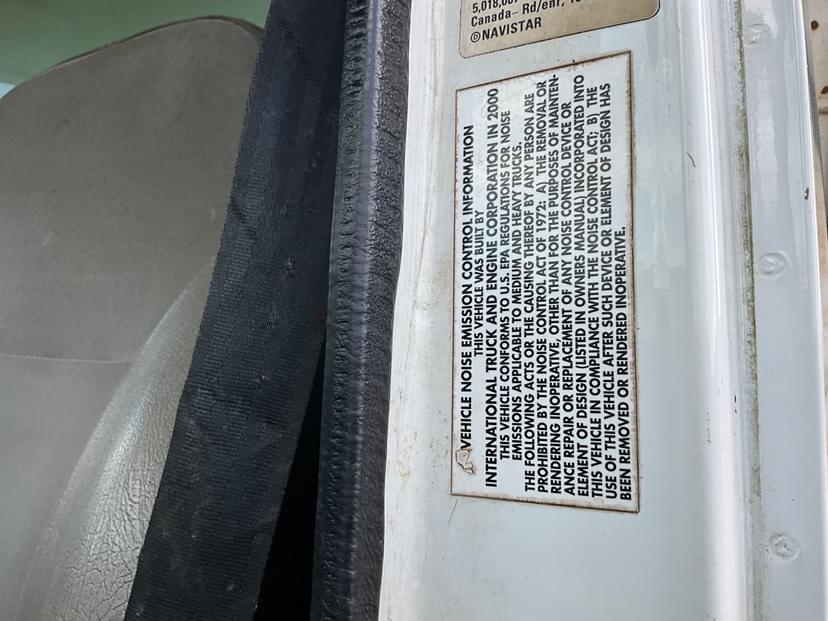 5,018,
Canada– Rd/enr,
©NAVISTAR
VEHICLE NOISE EMISSION CONTROL INFORMATION
THIS VEHICLE WAS BUILT BY
INTERNATIONAL TRUCK AND ENGINE CORPORATION IN 2000
THIS VEHICLE CONFORMS TO U.S. EPA REGULATIONS FOR NOISE
EMISSIONS APPLICABLE TO MEDIUM AND HEAVY TRUCKS.
THE FOLLOWING ACTS OR THE CAUSING THEREOF BY ANY PERSON ARE
PROHIBITED BY THE NOISE CONTROL ACT OF 1972: A) THE REMOVAL OR
RENDERING INOPERATIVE, OTHER THAN FOR THE PURPOSES OF MAINTEN-
ANCE REPAIR OR REPLACEMENT OF ANY NOISE CONTROL DEVICE OR
ELEMENT OF DESIGN (LISTED IN OWNERS MANUAL) INCORPORATED INTO
THIS VEHICLE IN COMPLIANCE WITH THE NOISE CONTROL ACT; B) THE
USE OF THIS VEHICLE AFTER SUCH DEVICE OR ELEMENT OF DESIGN HAS
BEEN REMOVED OR RENDERED INOPERATIVE.